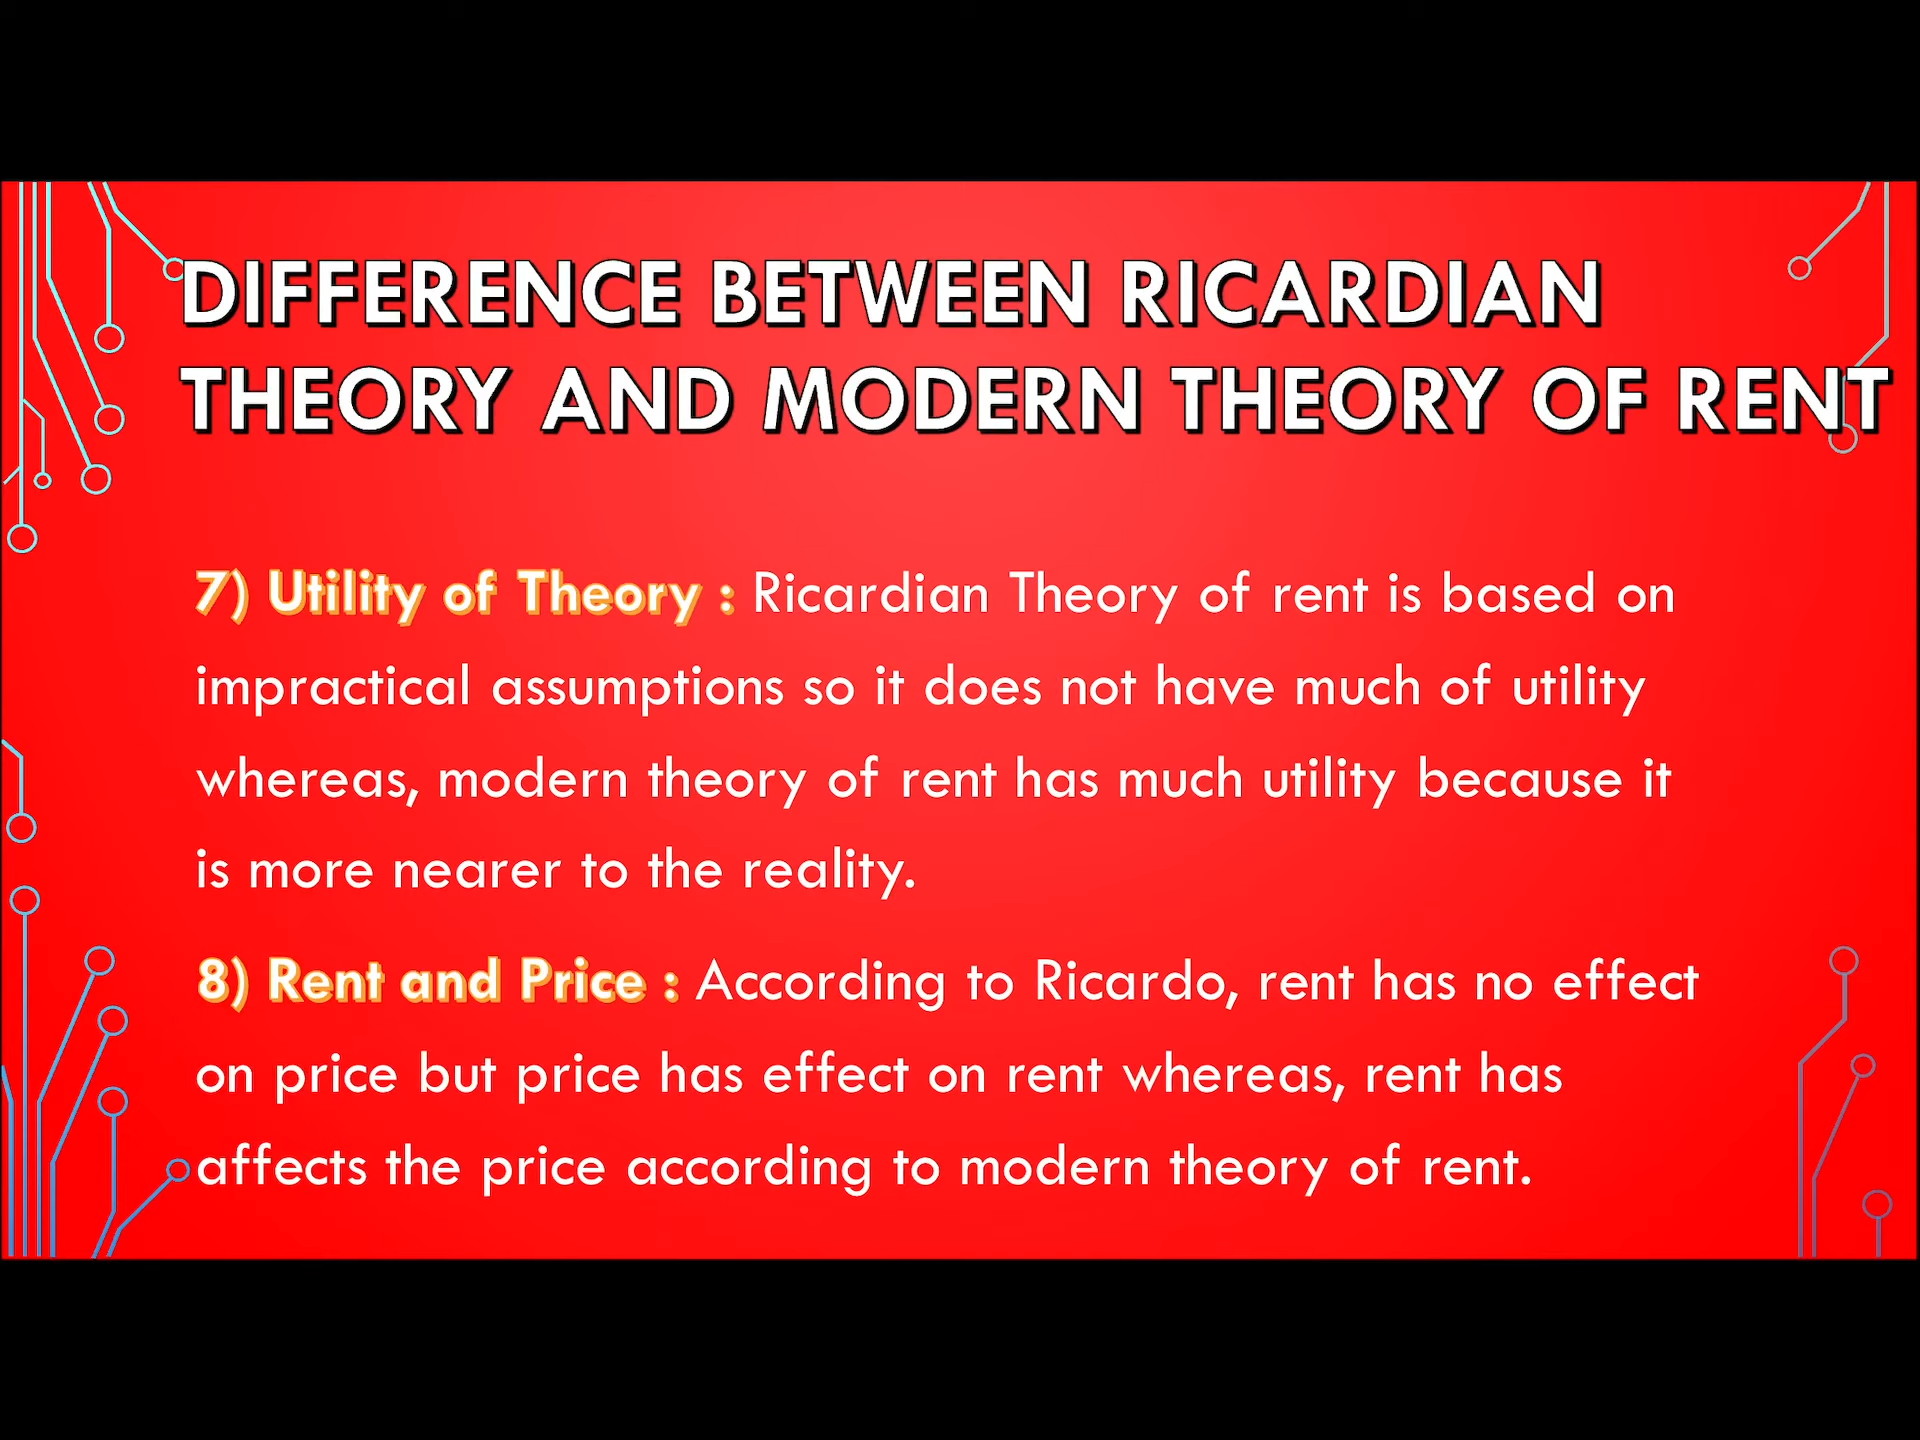 DIFFERENCE BETWEEN RICARDIAN
THEORY AND MODERN THEORY OF RENT
7) Utility of Theory : Ricardian Theory of rent is based on
impractical assumptions so it does not have much of utility
whereas, modern theory of rent has much utility because it
is more nearer to the reality.
8) Rent and Price : According to Ricardo, rent has no effect
on price but price has effect on rent whereas, rent has
affects the price according to modern theory of rent.